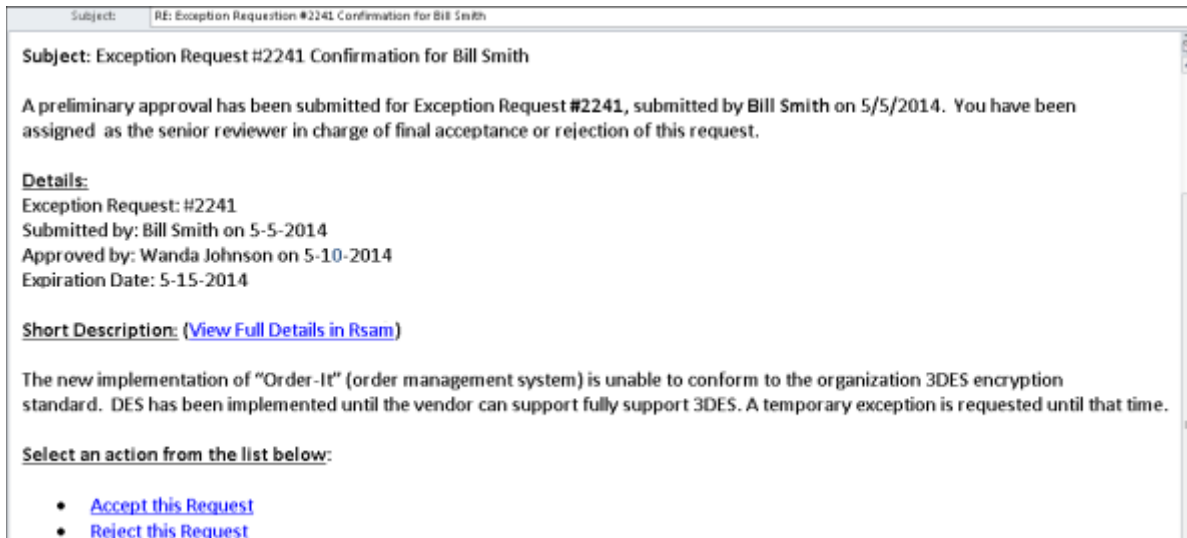 Subject: RE: Exception Requestion #2241 Confirmation for Bill Smith
Subject: Exception Request #2241 Confirmation for Bill Smith
A preliminary approval has been submitted for Exception Request #2241, submitted by Bill Smith on 5/5/2014. You have been
assigned as the senior reviewer in charge of final acceptance or rejection of this request.
Details:
Exception Request: #2241
Submitted by: Bill Smith on 5-5-2014
Approved by: Wanda Johnson on 5-10-2014
Expiration Date: 5-15-2014
Short Description: (View Full Details in Rsam)
The new implementation of “Order-It” (order management system) is unable to conform to the organization 3DES encryption
standard. DES has been implemented until the vendor can support fully support 3DES. A temporary exception is requested until that time.
Select an action from the list below:
• Accept this Request
• Reject this Request